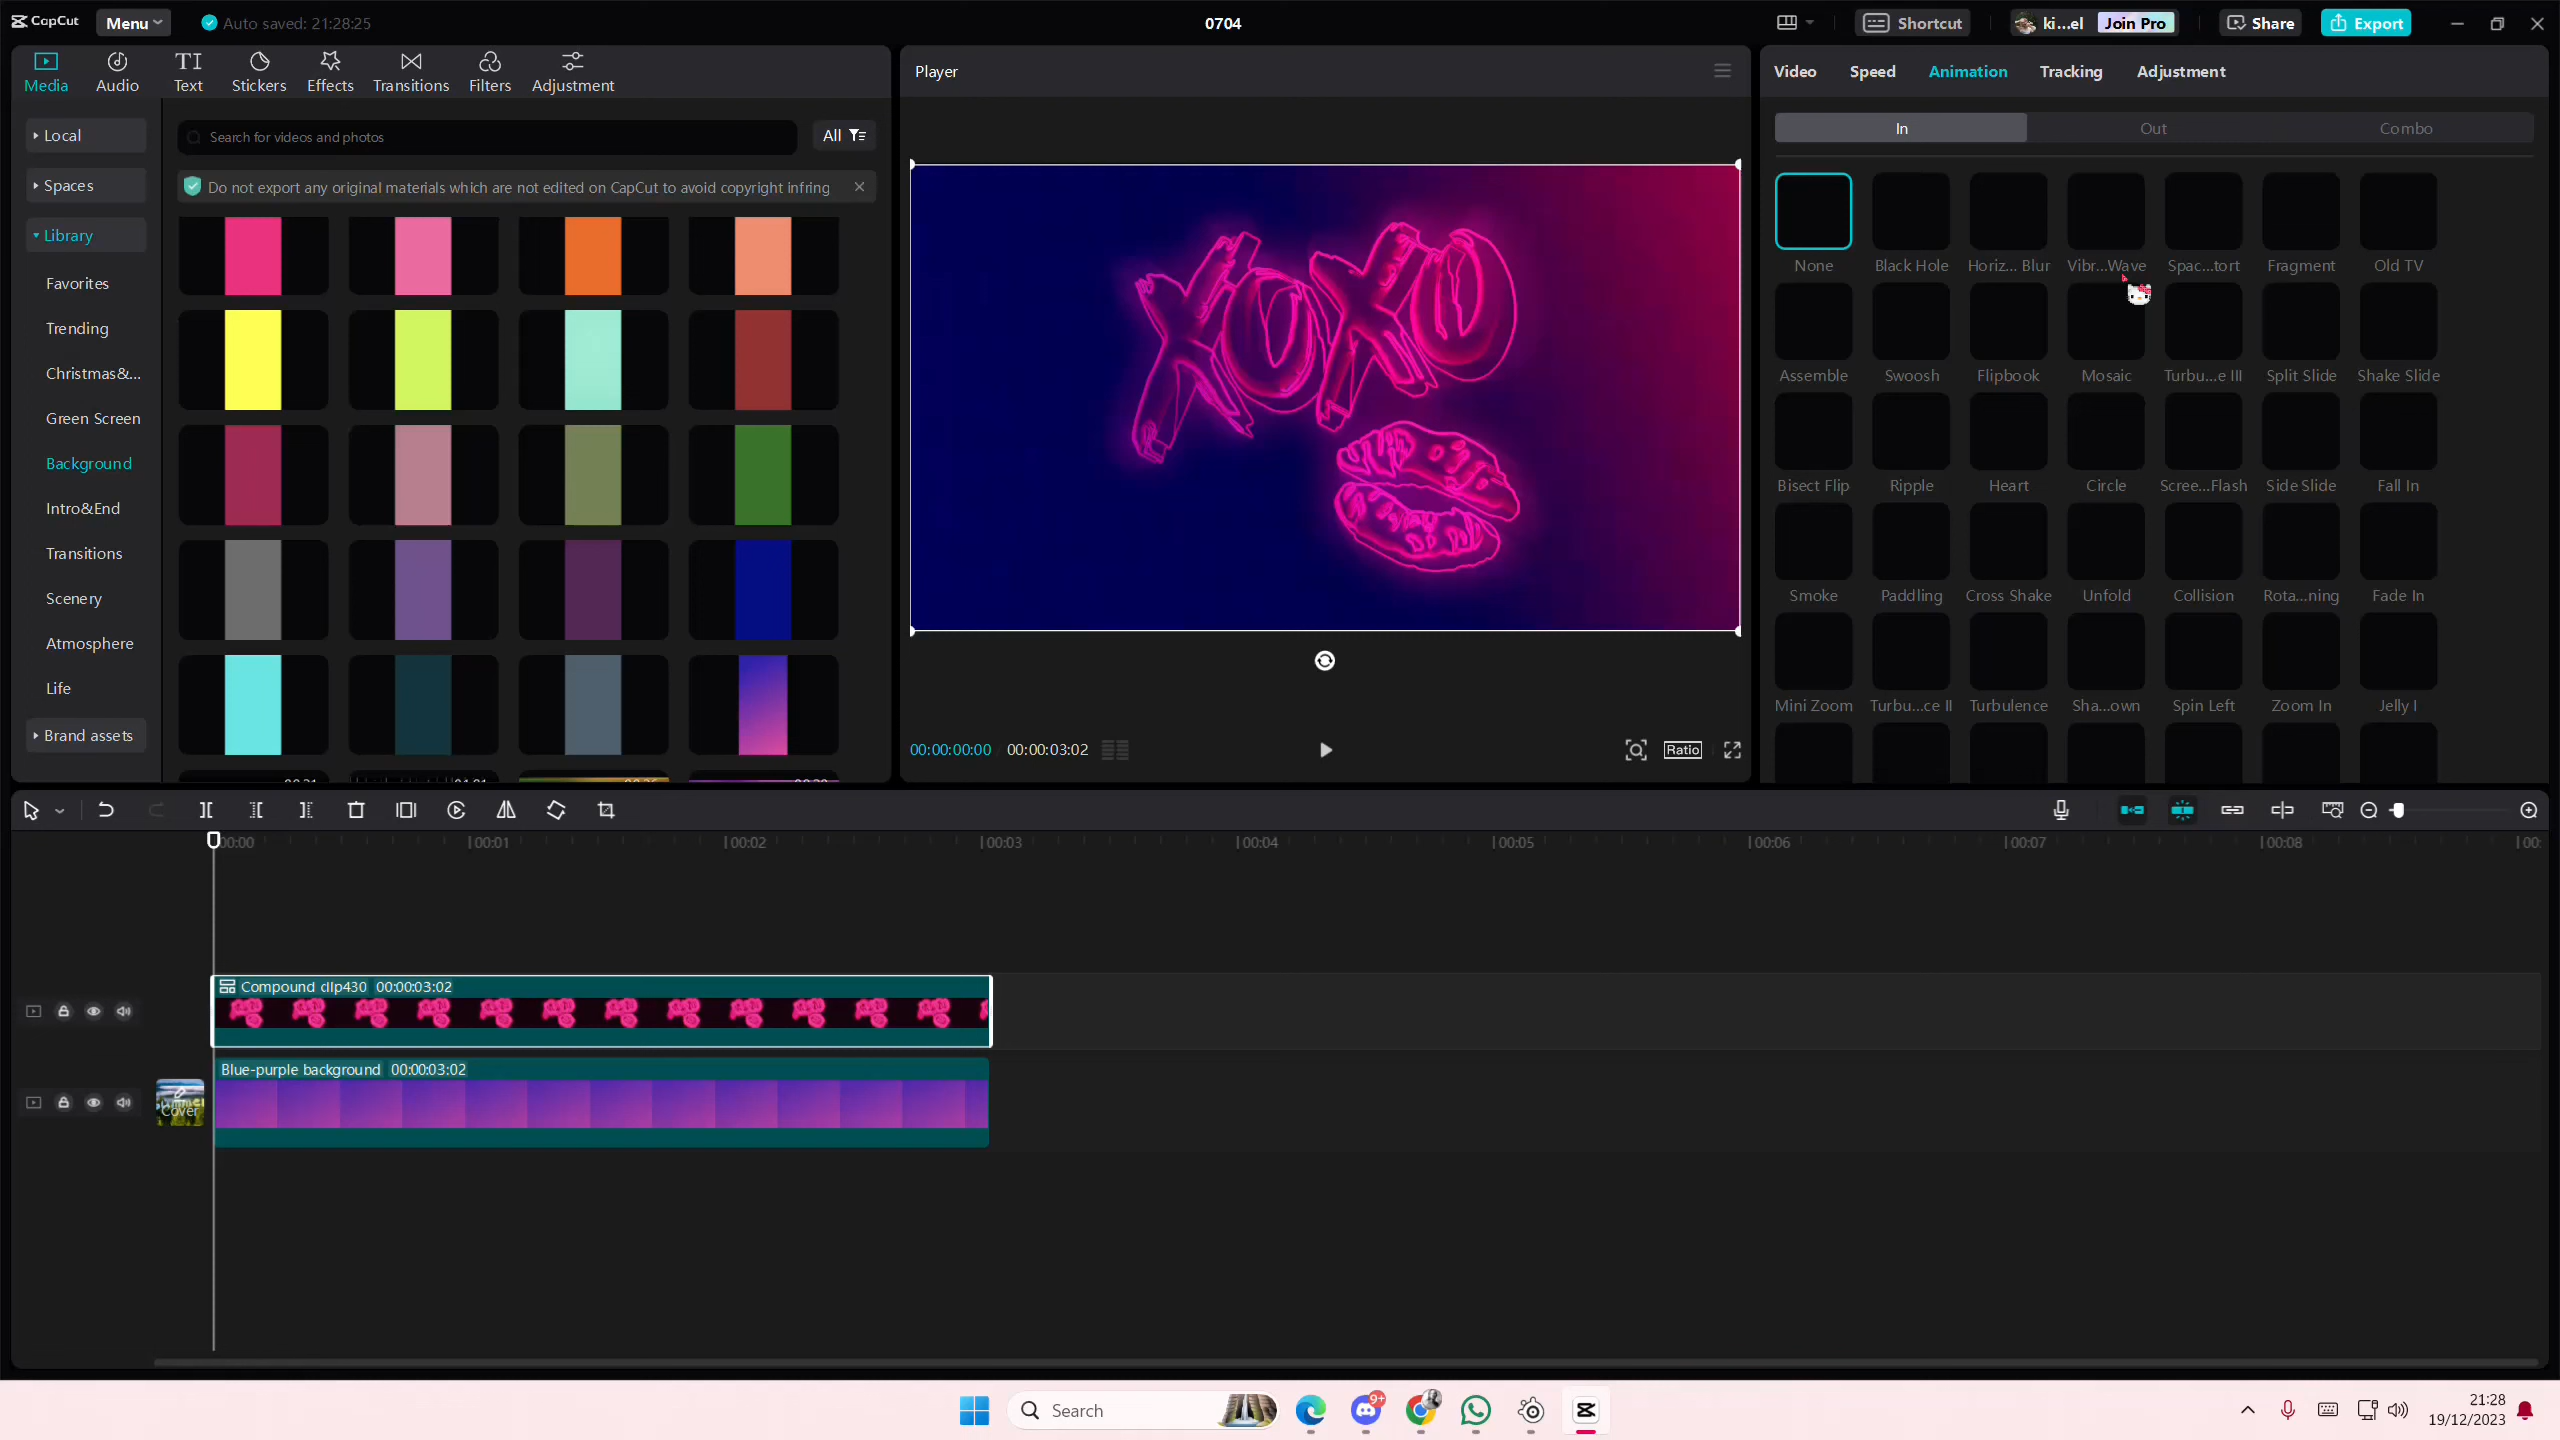 CapCut
Menu
Auto saved: 21:28:25
0704
Shortcut
ki...el
Join Pro
Share
Export
Media
Audio
TI
Text
Stickers
Effects
Transitions
Filters
Adjustment
Player
Video
Speed
Animation
Tracking
Adjustment
Local
Spaces
Library
Favorites
Trending
Christmas&...
Green Screen
Background
Intro&End
Transitions
Scenery
Atmosphere
Life
Brand assets
Search for videos and photos
All
Do not export any original materials which are not edited on CapCut to avoid copyright infring
XOXO
00:00:00:00
00:00:03:02
Ratio
In
Out
Combo
None
Black Hole
Horiz... Blur
Vibr...Wave
Spac...tort
Fragment
Old TV
Assemble
Swoosh
Flipbook
Mosaic
Turbu...e III
Split Slide
Shake Slide
Bisect Flip
Ripple
Heart
Circle
Scree...Flash
Side Slide
Fall In
Smoke
Paddling
Cross Shake
Unfold
Collision
Rota...ning
Fade In
Mini Zoom
Turbu...ce II
Turbulence
Sha...own
Spin Left
Zoom In
Jelly I
00:00
00:01
00:02
00:03
00:04
00:05
00:06
00:07
00:08
00:
Compound clip430 00:00:03:02
Blue-purple background 00:00:03:02
Cover
Search
9+
21:28
19/12/2023